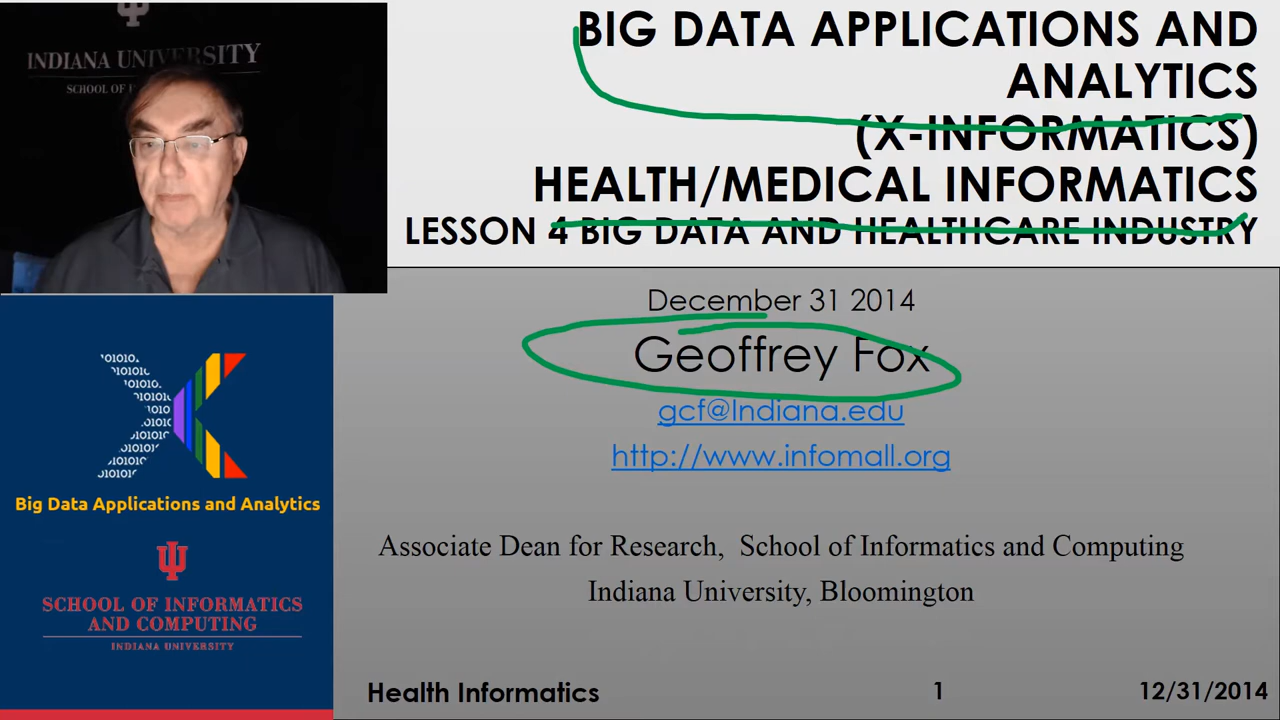 INDIANA UNIVERSITY
SCHOOL OF
BIG DATA APPLICATIONS AND
ANALYTICS
(X-INFORMATICS)
HEALTH/MEDICAL INFORMATICS
LESSON 4 BIG DATA AND HEALTHCARE INDUSTRY
December 31 2014
Geoffrey Fox
gcf@Indiana.edu
http://www.infomall.org
Associate Dean for Research, School of Informatics and Computing
Indiana University, Bloomington
Big Data Applications and Analytics
SCHOOL OF INFORMATICS
AND COMPUTING
INDIANA UNIVERSITY
Health Informatics 1 12/31/2014